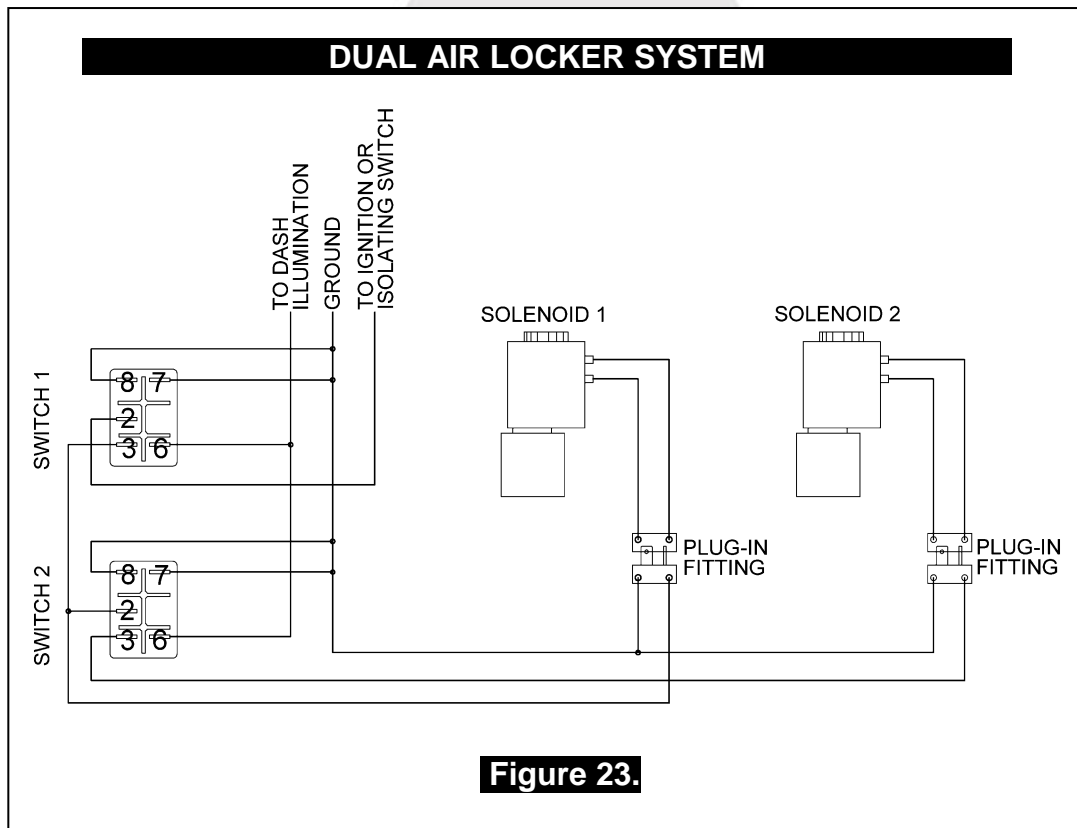 DUAL AIR LOCKER SYSTEM
TO DASH
ILLUMINATION
GROUND
TO IGNITION OR
ISOLATING SWITCH
SOLENOID 1
SOLENOID 2
SWITCH 1
8 7
2
3 6
SWITCH 2
8 7
2
3 6
PLUG-IN
FITTING
PLUG-IN
FITTING
Figure 23.